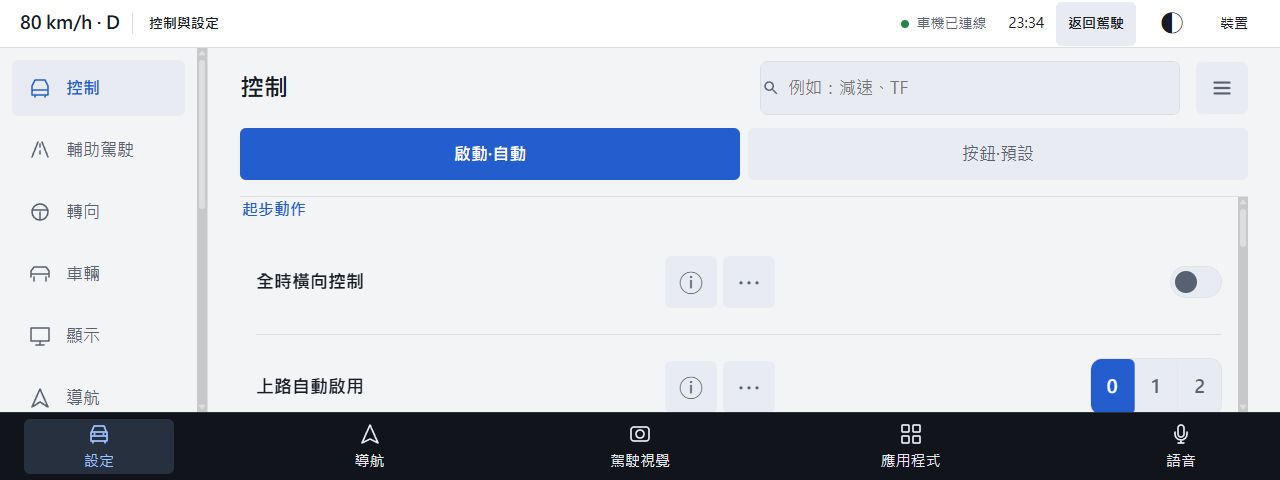 80 km/h · D 控制與設定 車機已連線 23:34 返回駕駛 裝置
控制
輔助駕駛
轉向
車輛
顯示
導航
控制 例如：減速、TF
啟動·自動 按鈕·預設
起步動作
全時橫向控制
上路自動啟用 0 1 2
設定 導航 駕駛視覺 應用程式 語音